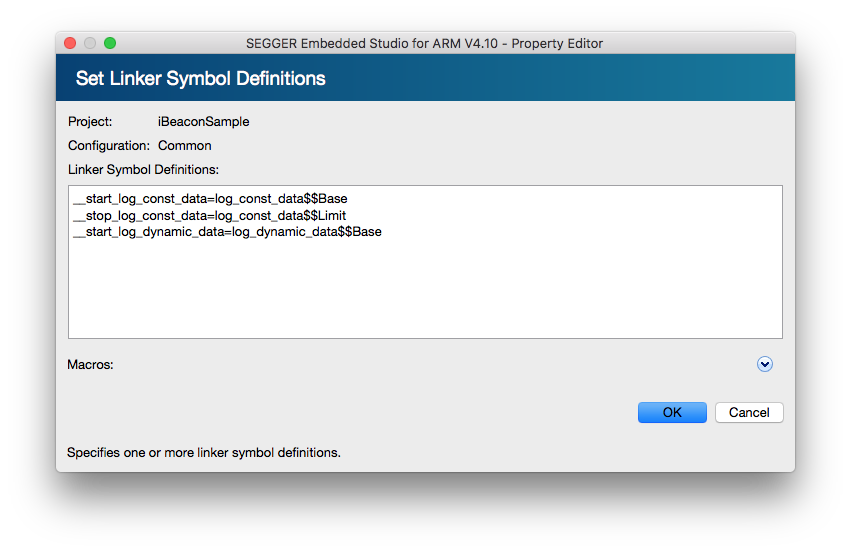 SEGGER Embedded Studio for ARM V4.10 - Property Editor
Set Linker Symbol Definitions
Project: iBeaconSample
Configuration: Common
Linker Symbol Definitions:
__start_log_const_data=log_const_data$$Base
__stop_log_const_data=log_const_data$$Limit
__start_log_dynamic_data=log_dynamic_data$$Base
Macros:
OK Cancel
Specifies one or more linker symbol definitions.